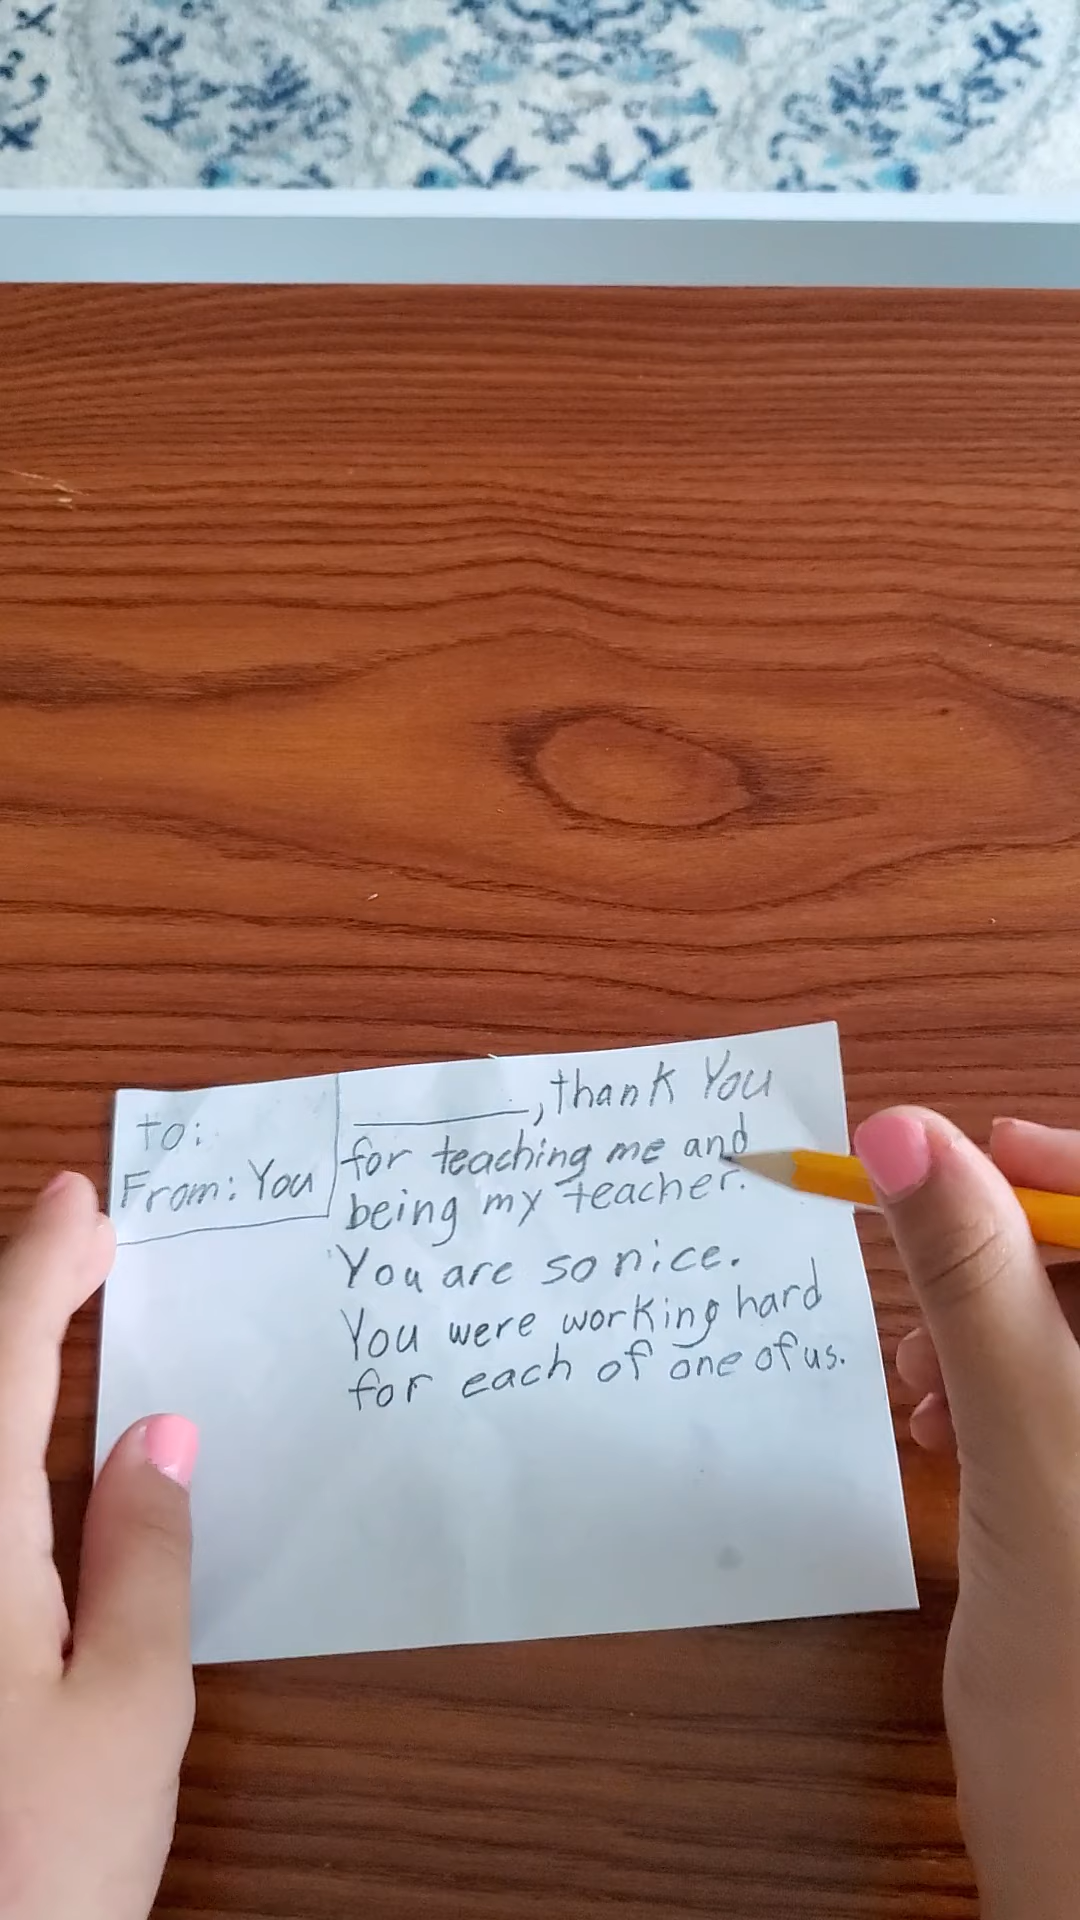 to:
From: You
________, thank You
for teaching me and
being my teacher.
You are so nice.
You were working hard
for each of one of us.